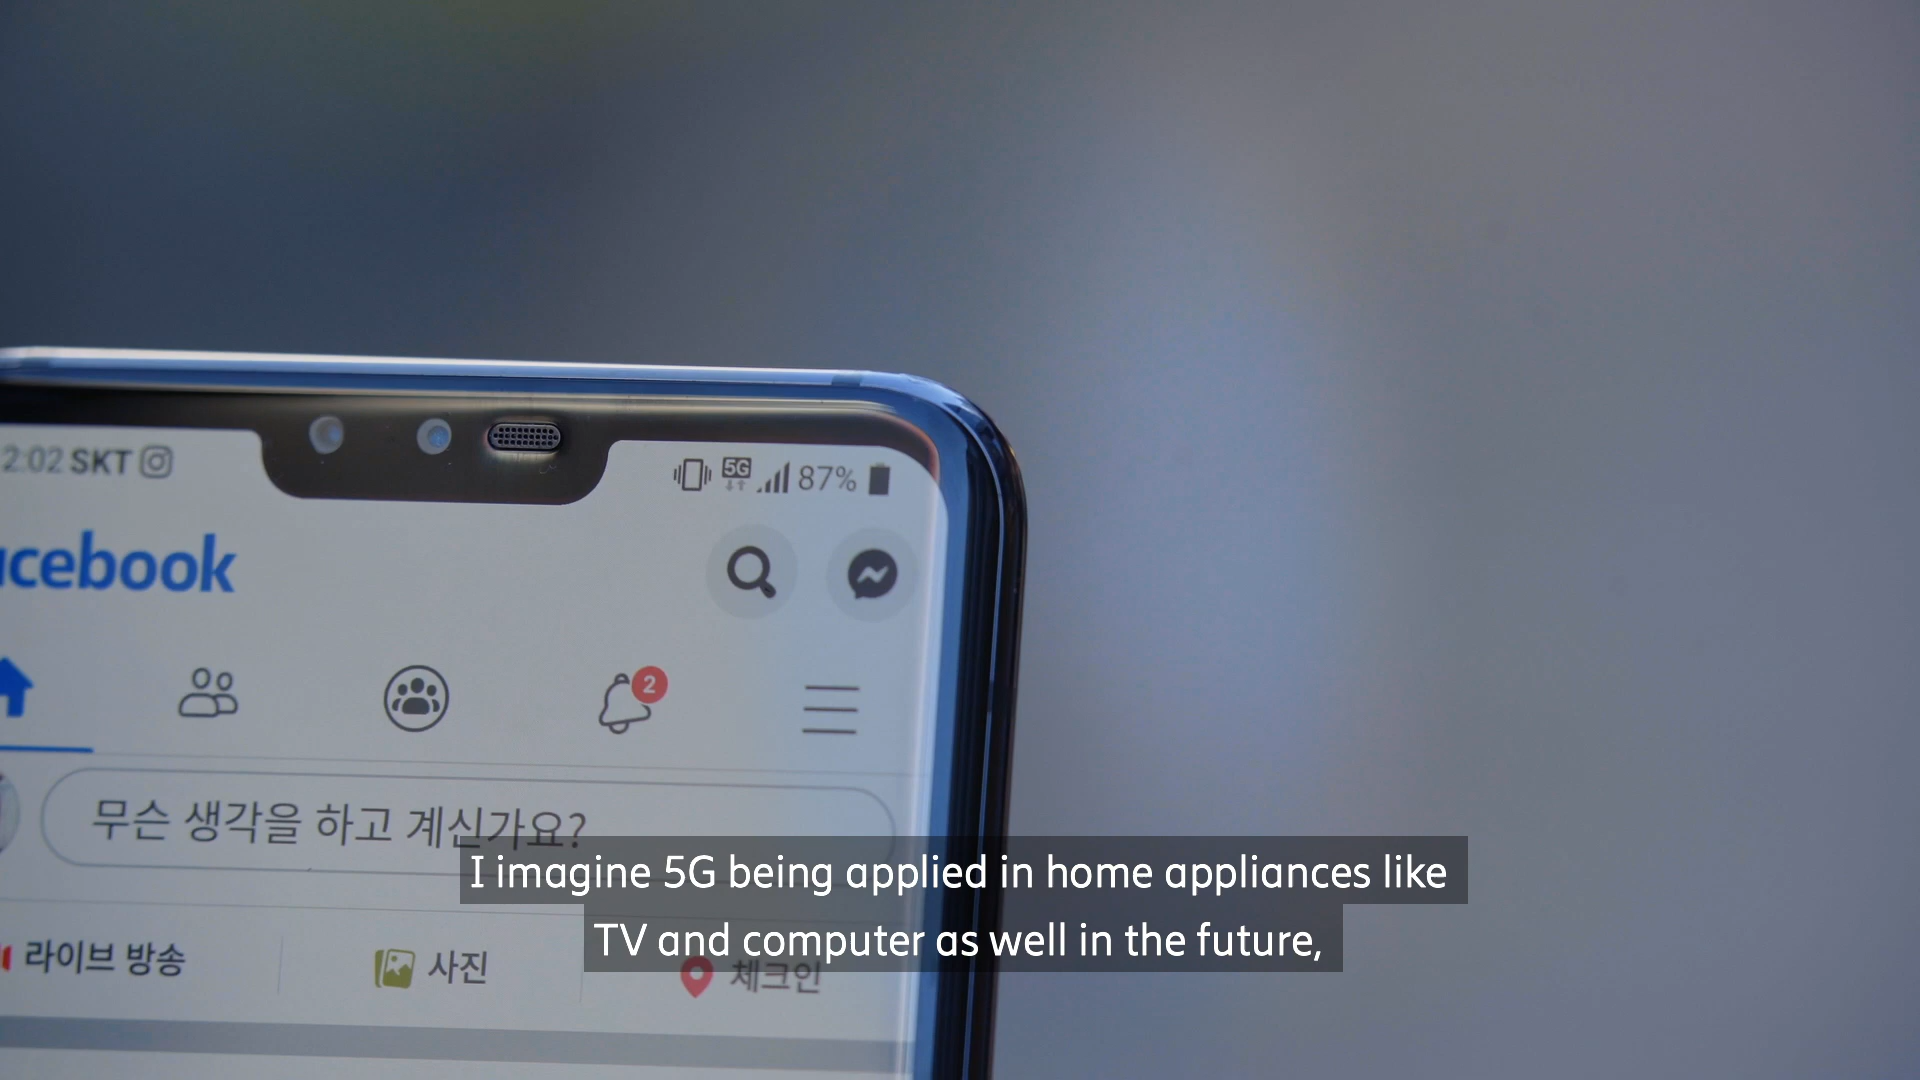 2:02 SKT
5G 87%
acebook
2
무슨 생각을 하고 계신가요?
I imagine 5G being applied in home appliances like
TV and computer as well in the future,
라이브 방송 사진 체크인